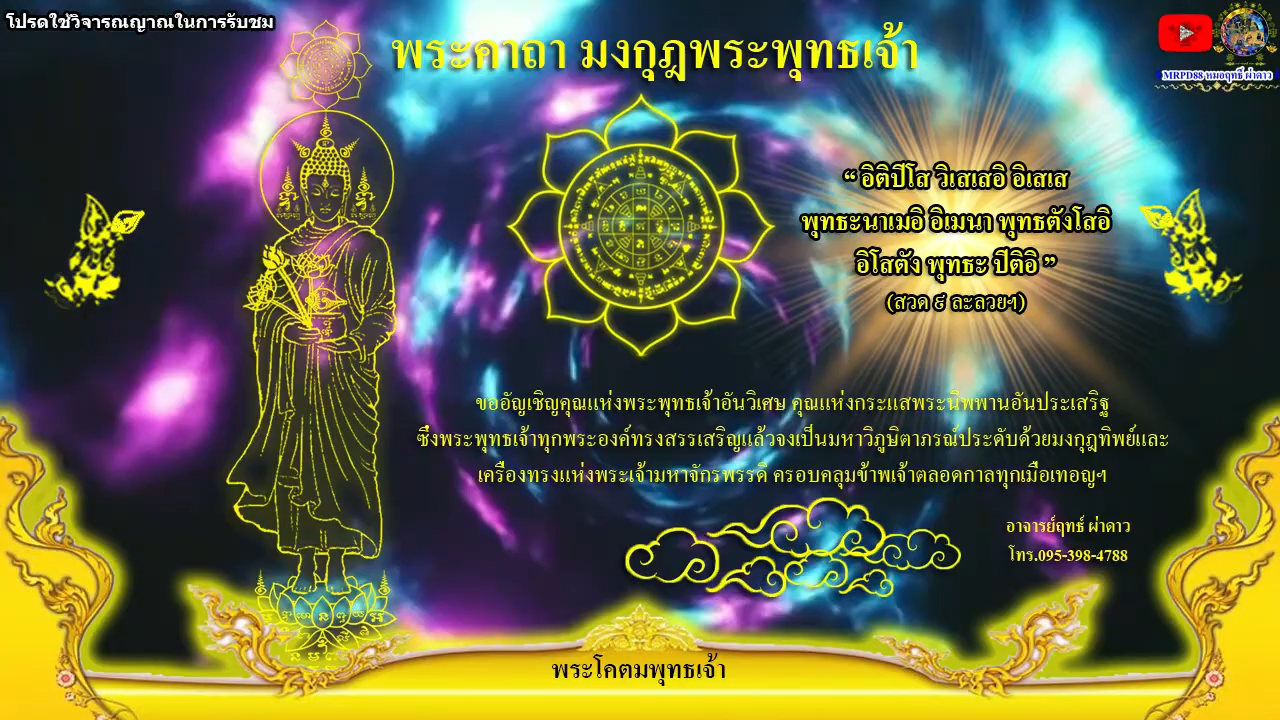 โปรดใช้วิจารณญาณในการรับชม
พระคาถา มงกุฎพระพุทธเจ้า
MRPD88 หมอฤทธิ์ ผ่าดาว
“ อิติปิโส วิเสเสอิ อิเสเส
พุทธะนาเมอิ อิเมนา พุทธตังโสอิ
อิโสตัง พุทธะ ปิติอิ ”
(สวด ๙ ละลวยฯ)
ขออัญเชิญคุณแห่งพระพุทธเจ้าอันวิเศษ คุณแห่งกระแสพระนิพพานอันประเสริฐ
ซึ่งพระพุทธเจ้าทุกพระองค์ทรงสรรเสริญแล้วจงเป็นมหาวิภูษิตาภรณ์ประดับด้วยมงกุฎทิพย์และ
เครื่องทรงแห่งพระเจ้ามหาจักรพรรดิ ครอบคลุมข้าพเจ้าตลอดกาลทุกเมื่อเทอญฯ
อาจารย์ฤทธ์ ผ่าดาว
โทร.095-398-4788
พระโคตมพุทธเจ้า